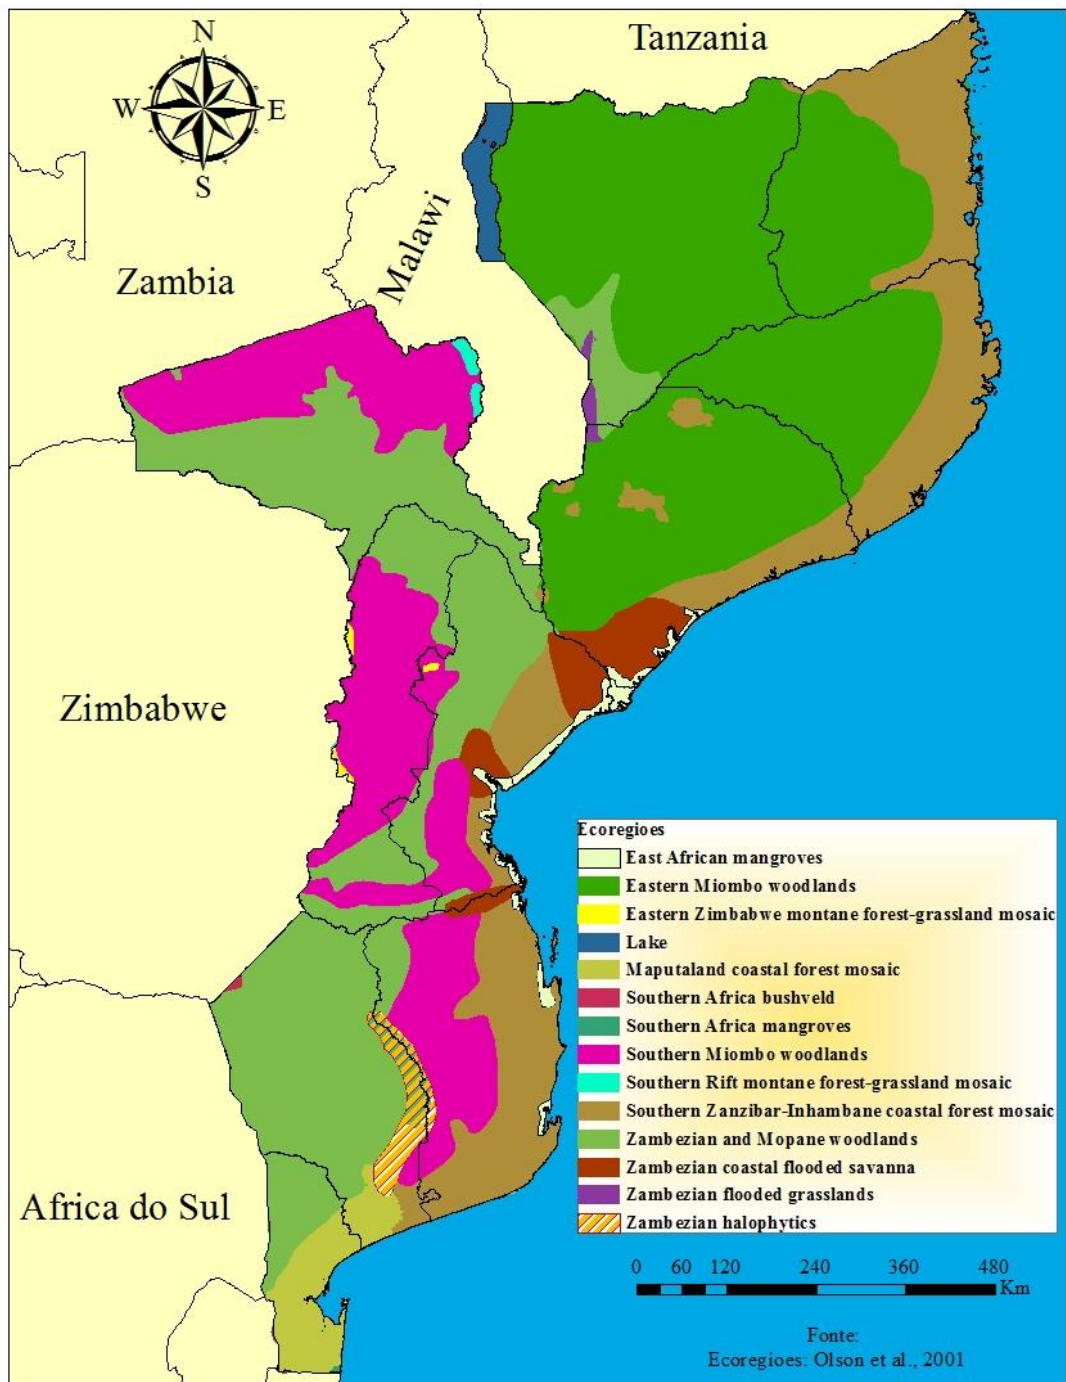 Tanzania
N
W
E
S
Malawi
Zambia
Zimbabwe
Africa do Sul
Ecoregioes
East African mangroves
Eastern Miombo woodlands
Eastern Zimbabwe montane forest-grassland mosaic
Lake
Maputaland coastal forest mosaic
Southern Africa bushveld
Southern Africa mangroves
Southern Miombo woodlands
Southern Rift montane forest-grassland mosaic
Southern Zanzibar-Inhambane coastal forest mosaic
Zambezian and Mopane woodlands
Zambezian coastal flooded savanna
Zambezian flooded grasslands
Zambezian halophytics
0 60 120 240 360 480
Km
Fonte:
Ecoregioes: Olson et al., 2001